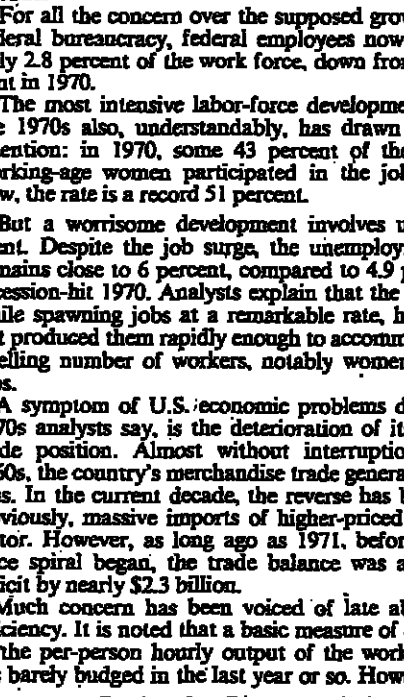 For all the concern over the supposed grow
deral bureaucracy, federal employees now
ly 2.8 percent of the work force, down from
nt in 1970.
The most intensive labor-force developme
e 1970s also, understandably, has drawn
ention: in 1970, some 43 percent of the
orking-age women participated in the job
w, the rate is a record 51 percent.
But a worrisome development involves u
ent. Despite the job surge, the unemploy
mains close to 6 percent, compared to 4.9 p
cession-hit 1970. Analysts explain that the
ile spawning jobs at a remarkable rate, h
t produced them rapidly enough to accomm
elling number of workers, notably women
s.
A symptom of U.S. economic problems d
70s analysts say, is the deterioration of it
de position. Almost without interruptio
60s, the country's merchandise trade genera
s. In the current decade, the reverse has b
viously, massive imports of higher-priced
tor. However, as long ago as 1971, befor
ce spiral began, the trade balance was a
icit by nearly $2.3 billion.
Much concern has been voiced of late al
iciency. It is noted that a basic measure of
the per-person hourly output of the work
s barely budged in the last year or so. How